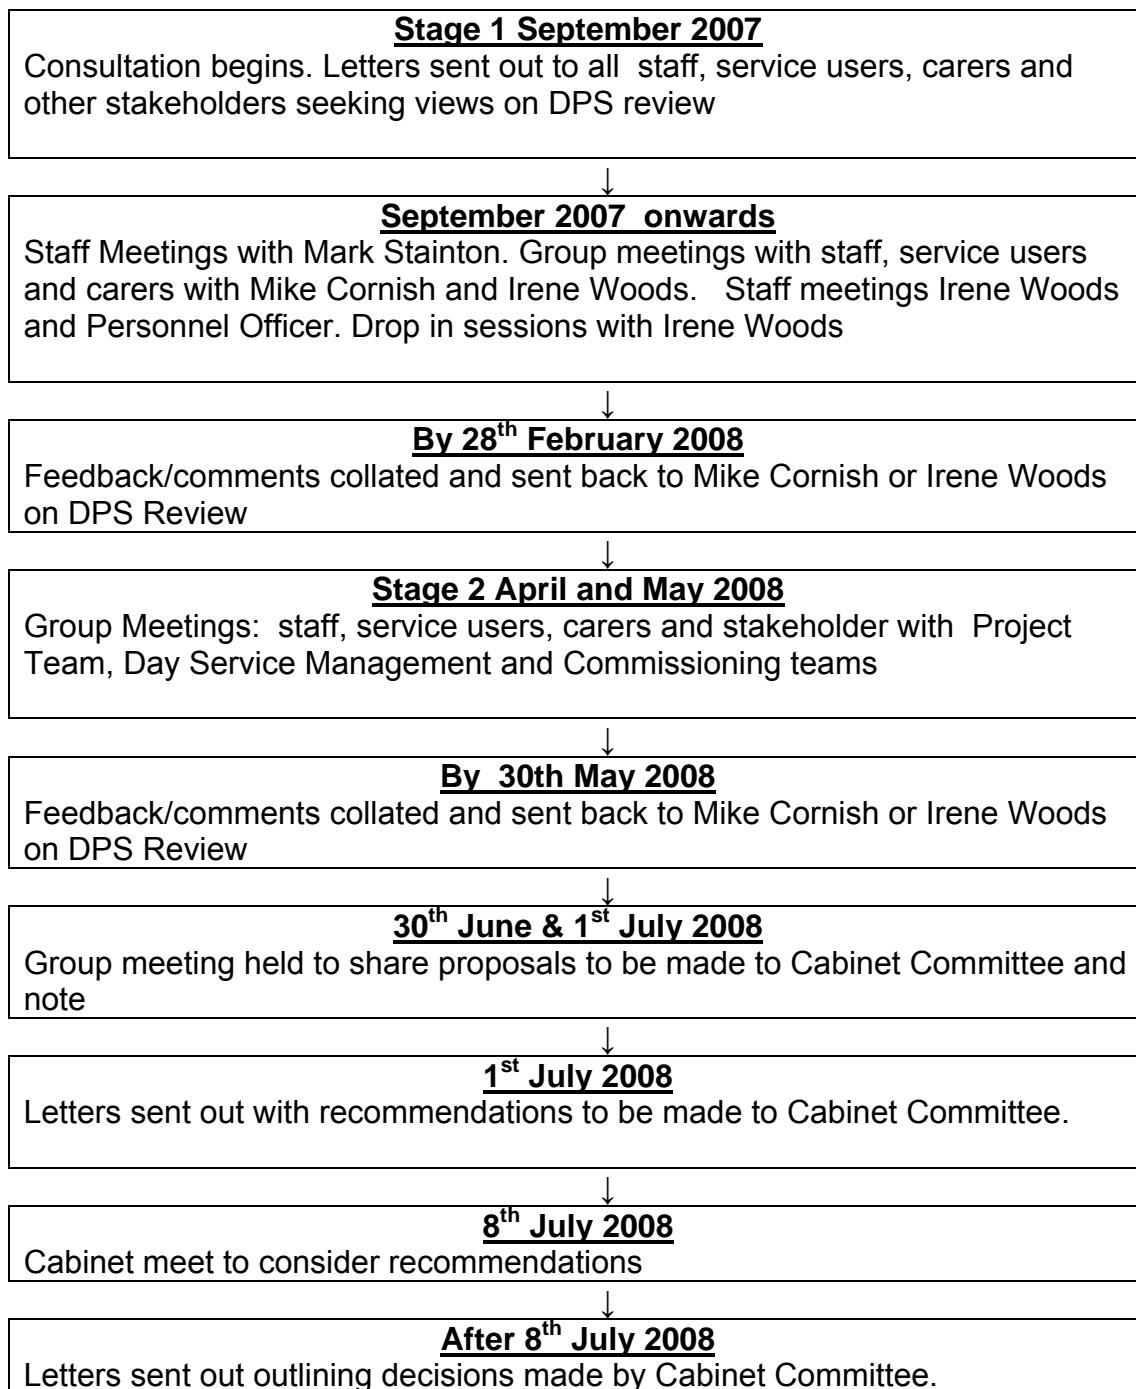 Stage 1 September 2007
Consultation begins. Letters sent out to all staff, service users, carers and
other stakeholders seeking views on DPS review
↓
September 2007 onwards
Staff Meetings with Mark Stainton. Group meetings with staff, service users
and carers with Mike Cornish and Irene Woods. Staff meetings Irene Woods
and Personnel Officer. Drop in sessions with Irene Woods
↓
By 28th February 2008
Feedback/comments collated and sent back to Mike Cornish or Irene Woods
on DPS Review
↓
Stage 2 April and May 2008
Group Meetings: staff, service users, carers and stakeholder with Project
Team, Day Service Management and Commissioning teams
↓
By 30th May 2008
Feedback/comments collated and sent back to Mike Cornish or Irene Woods
on DPS Review
↓
30th June & 1st July 2008
Group meeting held to share proposals to be made to Cabinet Committee and
note
↓
1st July 2008
Letters sent out with recommendations to be made to Cabinet Committee.
↓
8th July 2008
Cabinet meet to consider recommendations
↓
After 8th July 2008
Letters sent out outlining decisions made by Cabinet Committee.